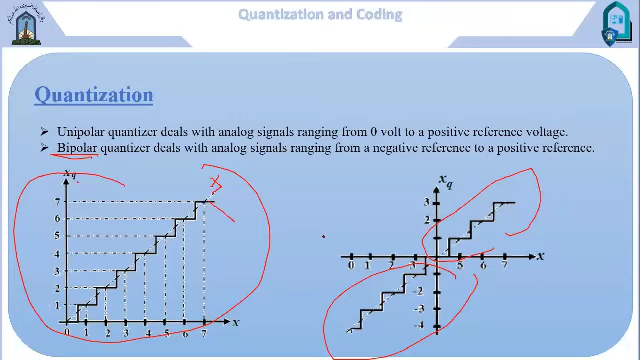 Quantization and Coding
Quantization
➢ Unipolar quantizer deals with analog signals ranging from 0 volt to a positive reference voltage.
➢ Bipolar quantizer deals with analog signals ranging from a negative reference to a positive reference.
xq
7
6
5
4
3
2
1
0 1 2 3 4 5 6 7 x
xq
3
2
0 1 2 3 5 6 7 x
-2
-3
-4